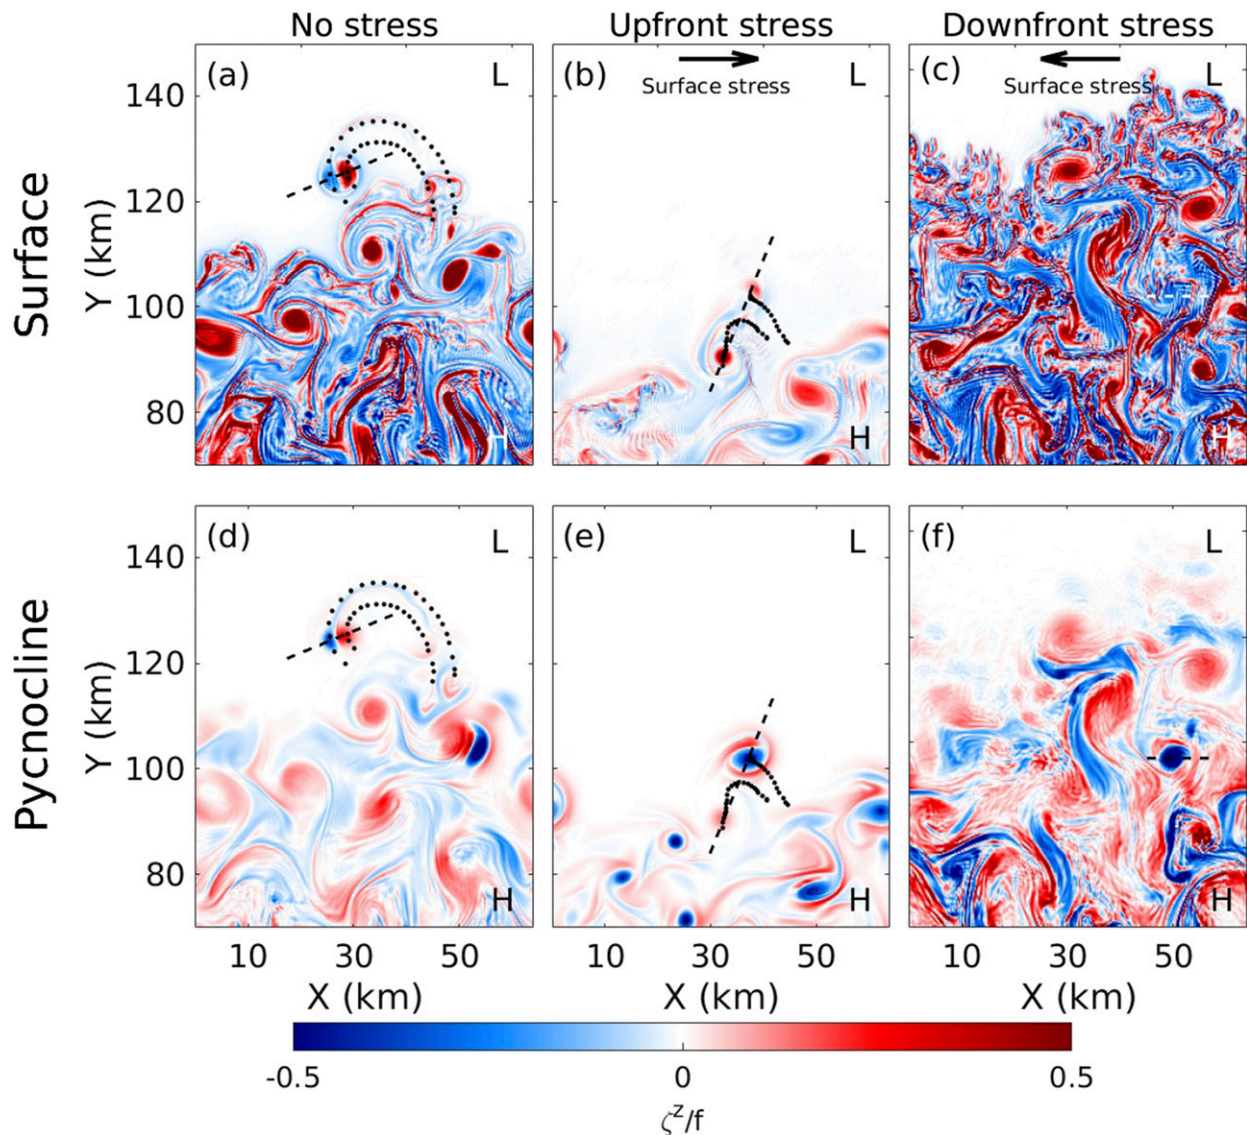 No stress
Upfront stress
Downfront stress
Surface
Y (km)
140
120
100
80
(a)
L
H
(b)
Surface stress
L
H
(c)
Surface stress
L
H
Pycnocline
Y (km)
140
120
100
80
(d)
L
H
(e)
L
H
(f)
L
H
10 30 50
10 30 50
10 30 50
X (km)
X (km)
X (km)
-0.5 0 0.5
ζᶻ/f